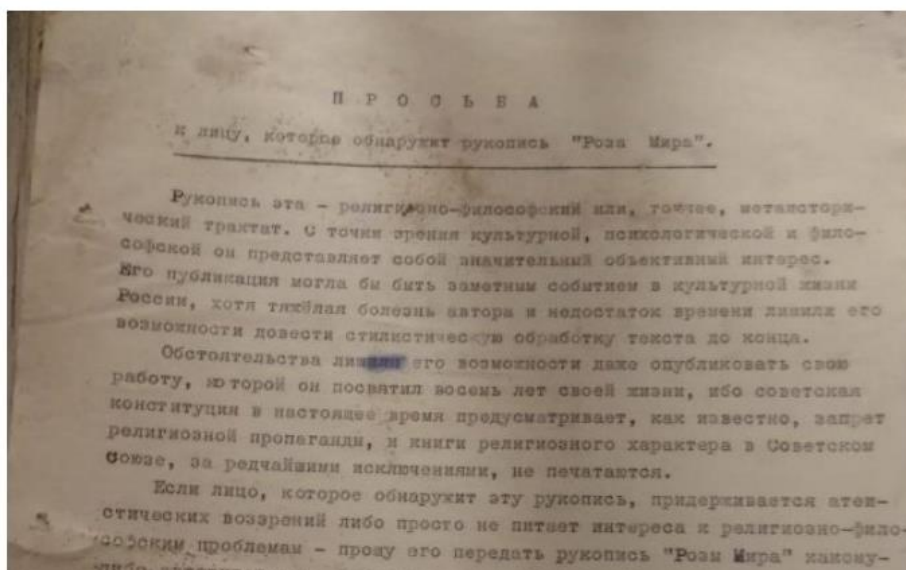 П Р О С Ь Б А
к лицу, которое обнаружит рукопись "Роза Мира".
Рукопись эта - религиозно-философский или, точнее, метаистори-
ческий трактат. С точки зрения культурной, психологической и фило-
софской он представляет собой значительный объективный интерес.
Его публикация могла бы быть заметным событием в культурной жизни
России, хотя тяжёлая болезнь автора и недостаток времени лишили его
возможности довести стилистическую обработку текста до конца.
Обстоятельства лишили его возможности даже опубликовать свою
работу, которой он посвятил восемь лет своей жизни, ибо советская
конституция в настоящее время предусматривает, как известно, запрет
религиозной пропаганды, и книги религиозного характера в Советском
Союзе, за редчайшими исключениями, не печатаются.
Если лицо, которое обнаружит эту рукопись, придерживается атеи-
стических воззрений либо просто не питает интереса к религиозно-фило-
софским проблемам - прошу его передать рукопись "Розы Мира" какому-